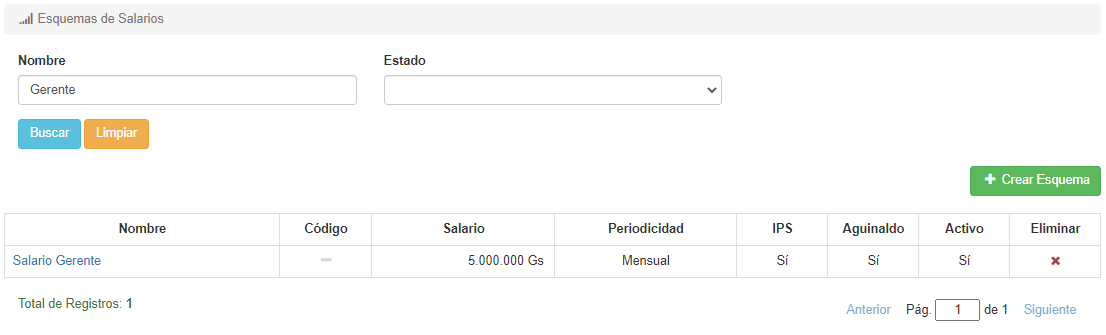 Esquemas de Salarios
Nombre Estado
Gerente
Buscar Limpiar
Crear Esquema
Nombre Código Salario Periodicidad IPS Aguinaldo Activo Eliminar
Salario Gerente 5.000.000 Gs Mensual Sí Sí Sí
Total de Registros: 1
Anterior Pág. 1 de 1 Siguiente